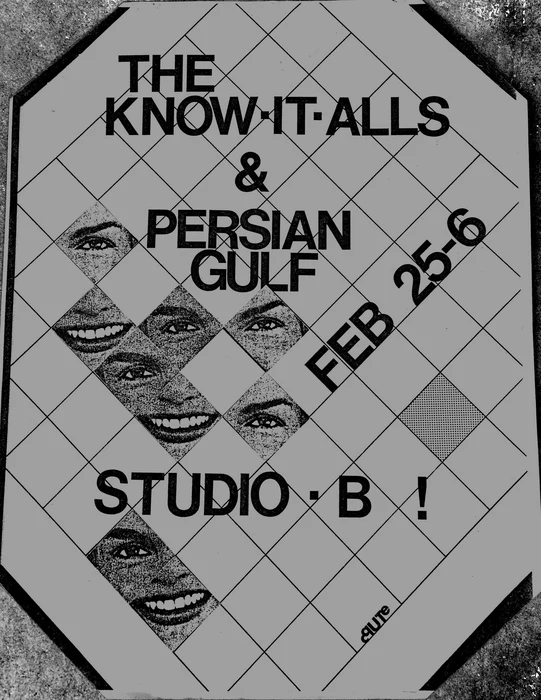 THE
KNOW·IT·ALLS
&
PERSIAN
GULF
FEB 25-6
STUDIO·B !